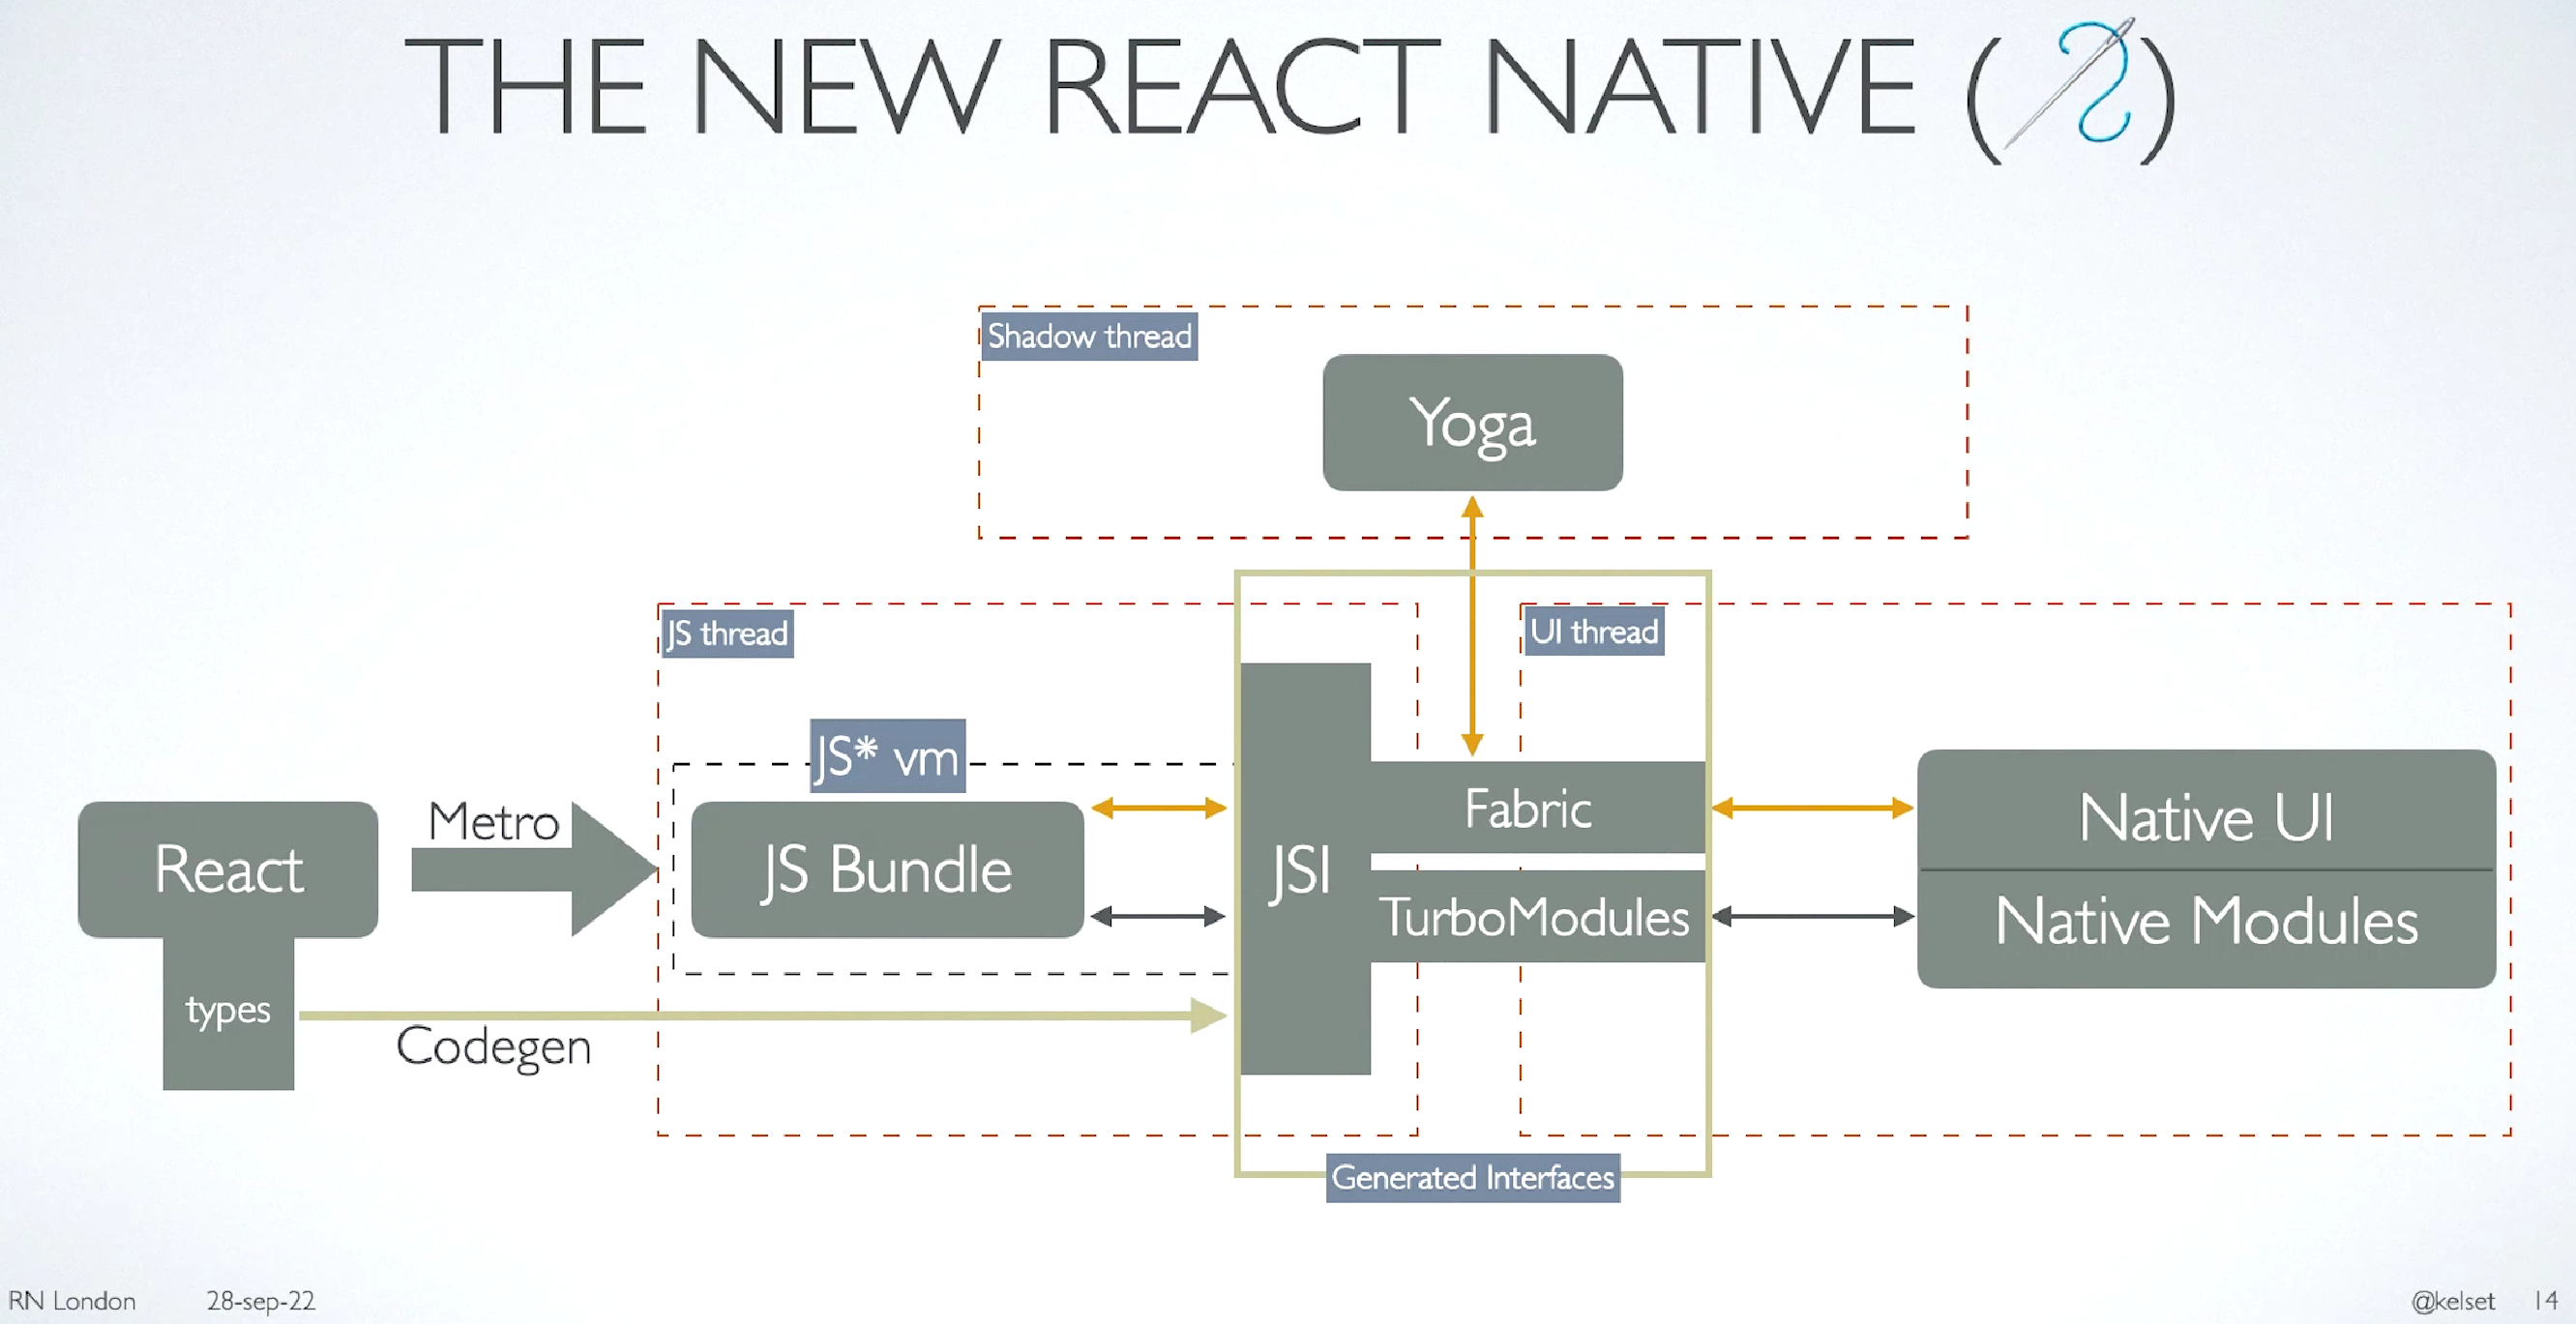 THE NEW REACT NATIVE ( )
Shadow thread
Yoga
JS thread
UI thread
JS* vm
React
Metro
JS Bundle
JSI
Fabric
TurboModules
Native UI
Native Modules
types
Codegen
Generated Interfaces
RN London 28-sep-22 @kelset 14